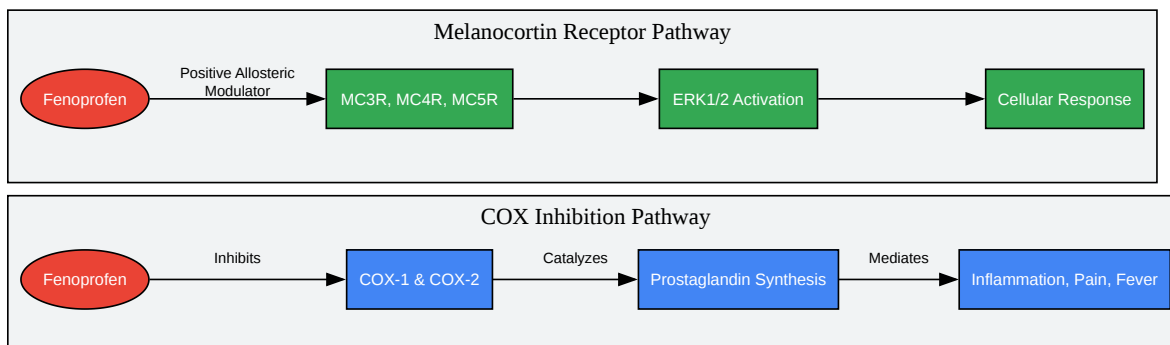 Melanocortin Receptor Pathway
Fenoprofen
Positive Allosteric
Modulator
MC3R, MC4R, MC5R
ERK1/2 Activation
Cellular Response
COX Inhibition Pathway
Fenoprofen
Inhibits
COX-1 & COX-2
Catalyzes
Prostaglandin Synthesis
Mediates
Inflammation, Pain, Fever